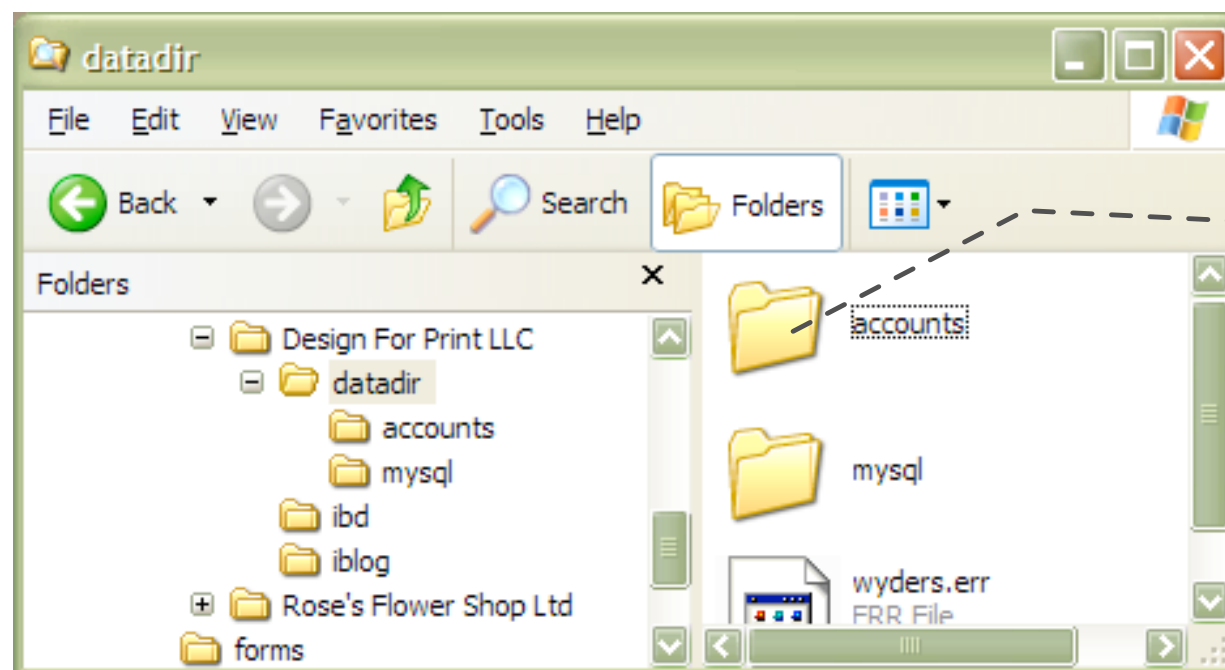 datadir
File Edit View Favorites Tools Help
Back Search Folders
Folders
Design For Print LLC
datadir
accounts
mysql
ibd
iblog
Rose's Flower Shop Ltd
forms
accounts
mysql
wyders.err
ERR File